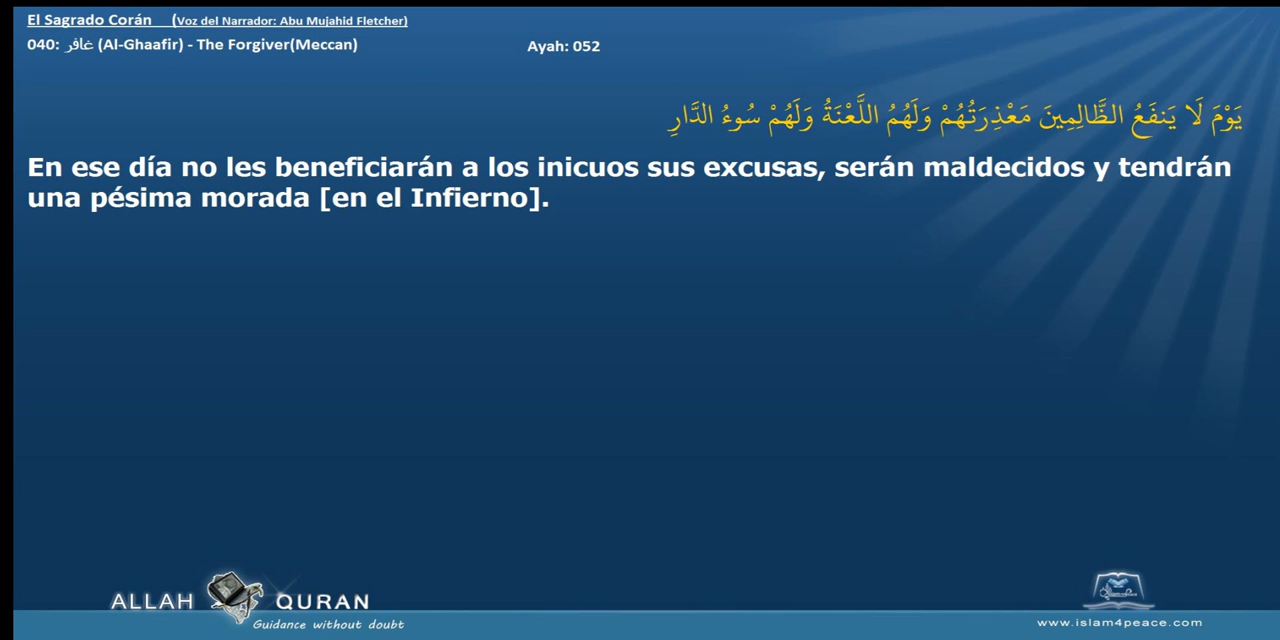 El Sagrado Corán (Voz del Narrador: Abu Mujahid Fletcher)
040: غافر (Al-Ghaafir) - The Forgiver(Meccan) Ayah: 052
يَوْمَ لَا يَنفَعُ الظَّالِمِينَ مَعْذِرَتُهُمْ وَلَهُمُ اللَّعْنَةُ وَلَهُمْ سُوءُ الدَّارِ
En ese día no les beneficiarán a los inicuos sus excusas, serán maldecidos y tendrán
una pésima morada [en el Infierno].
ALLAH QURAN
Guidance without doubt
www.islam4peace.com